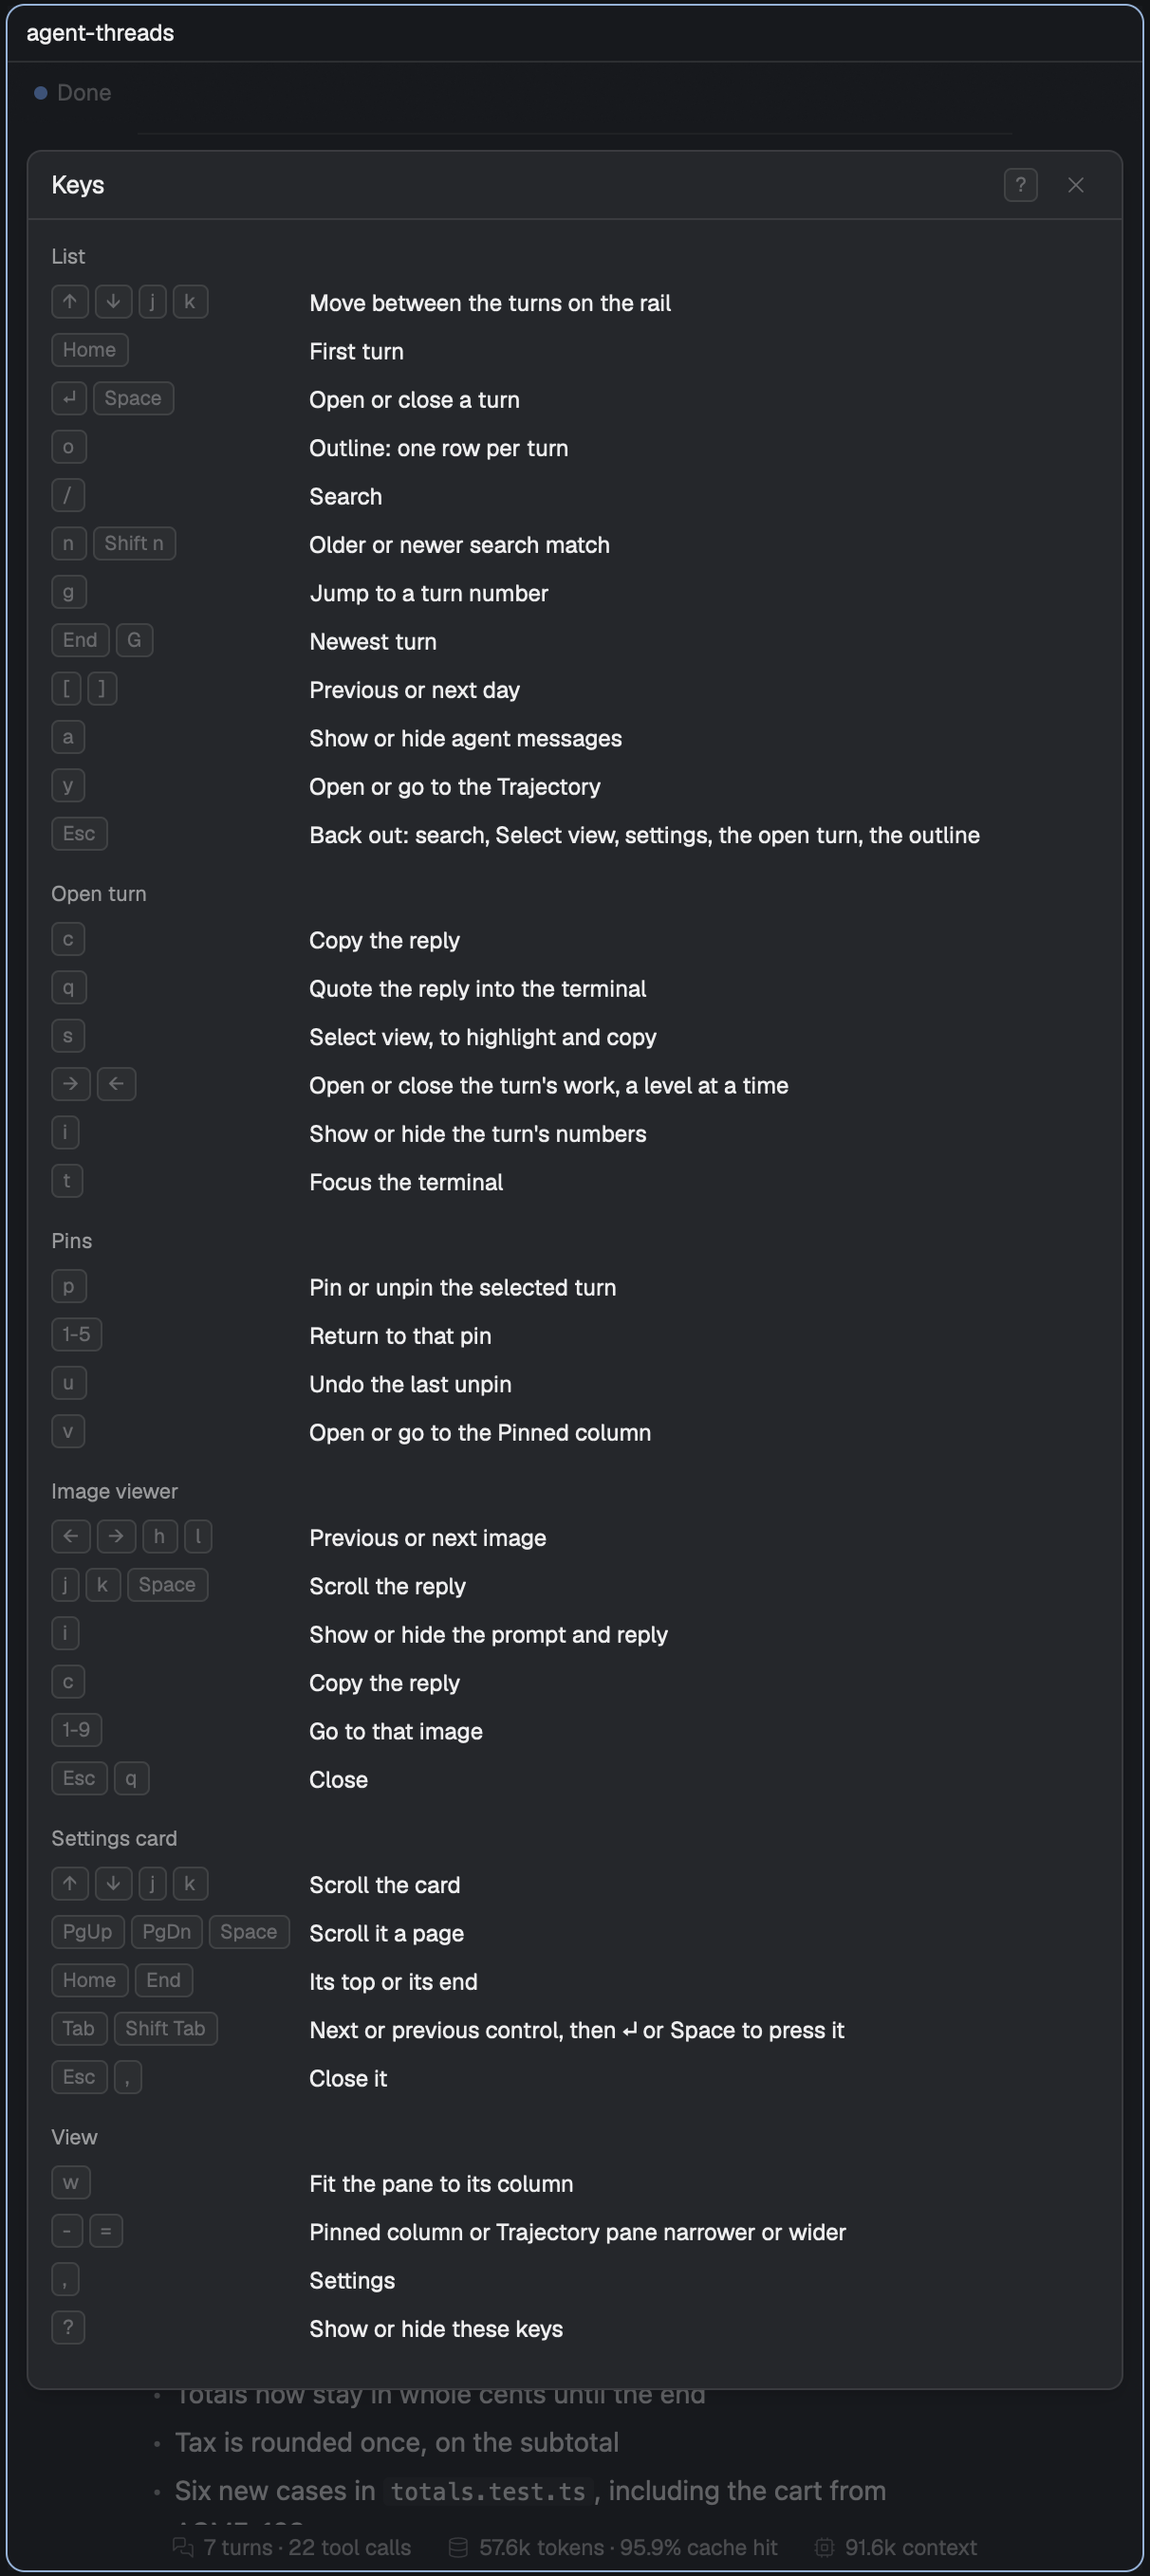 agent-threads
Done
Keys ?
List
↑ ↓ j k Move between the turns on the rail
Home First turn
↵ Space Open or close a turn
o Outline: one row per turn
/ Search
n Shift n Older or newer search match
g Jump to a turn number
End G Newest turn
[ ] Previous or next day
a Show or hide agent messages
y Open or go to the Trajectory
Esc Back out: search, Select view, settings, the open turn, the outline
Open turn
c Copy the reply
q Quote the reply into the terminal
s Select view, to highlight and copy
→ ← Open or close the turn's work, a level at a time
i Show or hide the turn's numbers
t Focus the terminal
Pins
p Pin or unpin the selected turn
1-5 Return to that pin
u Undo the last unpin
v Open or go to the Pinned column
Image viewer
← → h l Previous or next image
j k Space Scroll the reply
i Show or hide the prompt and reply
c Copy the reply
1-9 Go to that image
Esc q Close
Settings card
↑ ↓ j k Scroll the card
PgUp PgDn Space Scroll it a page
Home End Its top or its end
Tab Shift Tab Next or previous control, then ↵ or Space to press it
Esc , Close it
View
w Fit the pane to its column
- = Pinned column or Trajectory pane narrower or wider
, Settings
? Show or hide these keys
• Totals now stay in whole cents until the end
• Tax is rounded once, on the subtotal
• Six new cases in totals.test.ts, including the cart from
7 turns · 22 tool calls 57.6k tokens · 95.9% cache hit 91.6k context